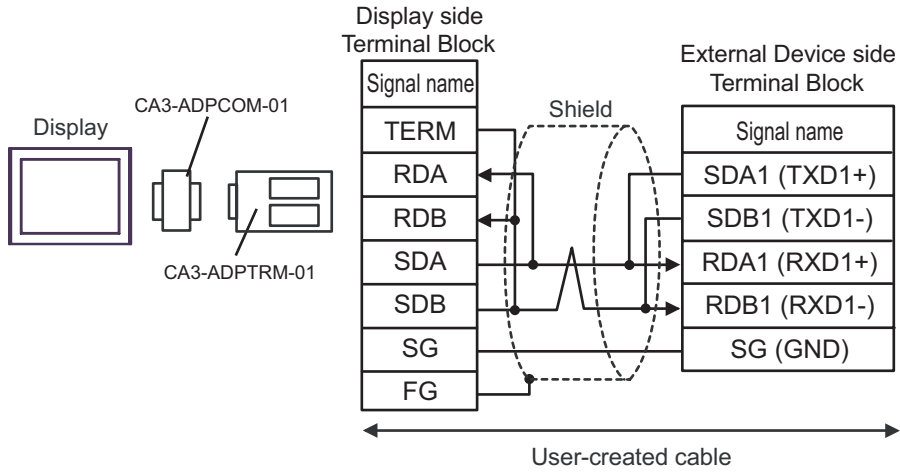 Display side
Terminal Block
External Device side
Terminal Block
Signal name
CA3-ADPCOM-01
Shield
Display
TERM
Signal name
RDA
SDA1 (TXD1+)
RDB
SDB1 (TXD1-)
SDA
RDA1 (RXD1+)
CA3-ADPTRM-01
SDB
RDB1 (RXD1-)
SG
SG (GND)
FG
User-created cable